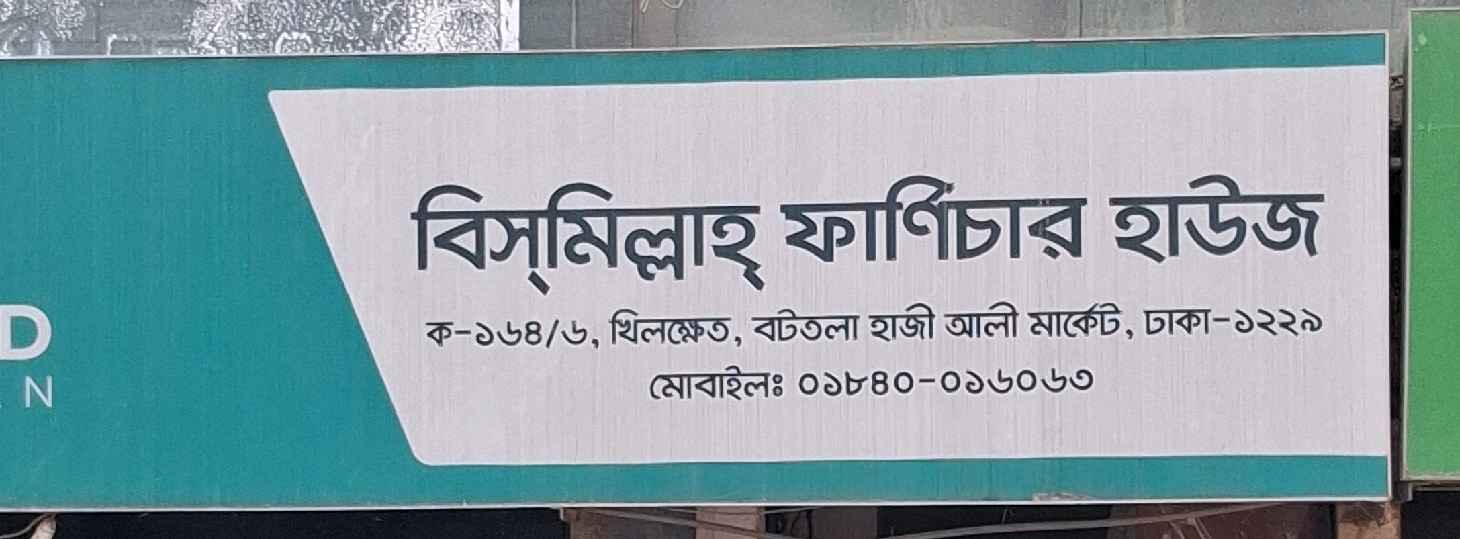 বিস্‌মিল্লাহ্ ফার্ণিচার হাউজ
ক-১৬৪/৬, খিলক্ষেত, বটতলা হাজী আলী মার্কেট, ঢাকা-১২২৯
মোবাইলঃ ০১৮৪০-০১৬০৬৩
D
N